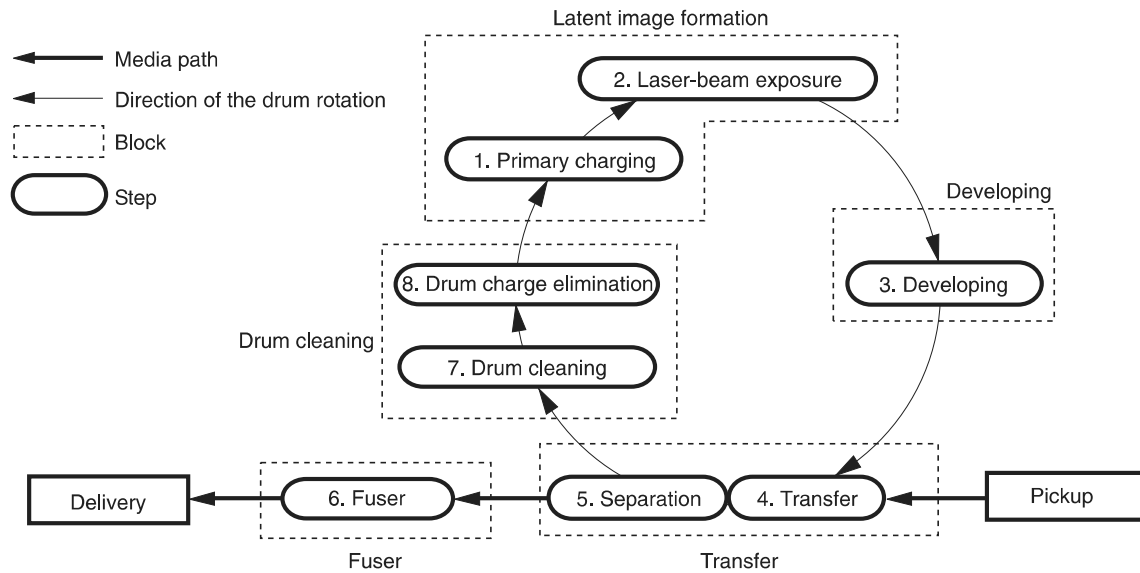 Latent image formation
Media path
2. Laser-beam exposure
Direction of the drum rotation
Block
1. Primary charging
Step
Developing
8. Drum charge elimination
3. Developing
Drum cleaning
7. Drum cleaning
Delivery
6. Fuser
5. Separation
4. Transfer
Pickup
Fuser
Transfer